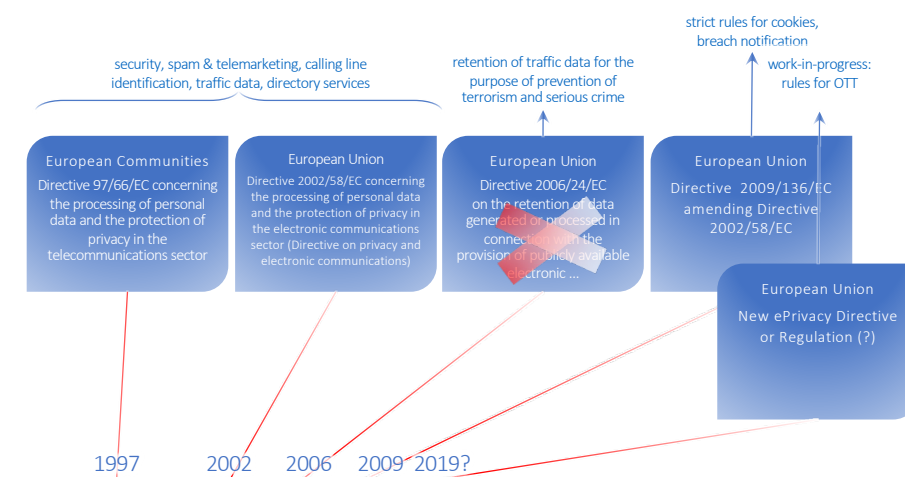 strict rules for cookies,
breach notification
security, spam & telemarketing, calling line
identification, traffic data, directory services
retention of traffic data for the
purpose of prevention of
terrorism and serious crime
work-in-progress:
rules for OTT
European Communities
Directive 97/66/EC concerning
the processing of personal
data and the protection of
privacy in the
telecommunications sector
European Union
Directive 2002/58/EC concerning
the processing of personal data
and the protection of privacy in
the electronic communications
sector (Directive on privacy and
electronic communications)
European Union
Directive 2006/24/EC
on the retention of data
generated or processed in
connection with the
provision of publicly available
electronic ...
European Union
Directive 2009/136/EC
amending Directive
2002/58/EC
European Union
New ePrivacy Directive
or Regulation (?)
1997 2002 2006 2009 2019?